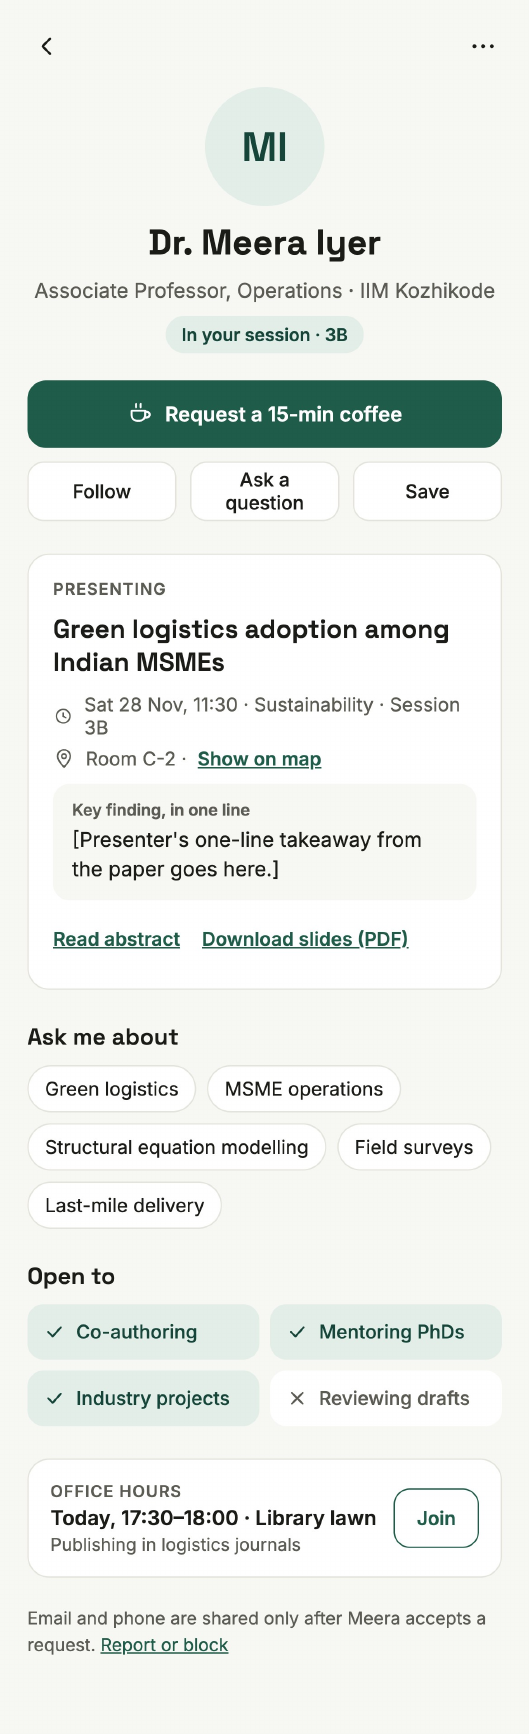 MI
Dr. Meera Iyer
Associate Professor, Operations · IIM Kozhikode
In your session · 3B
Request a 15-min coffee
Follow
Ask a
question
Save
PRESENTING
Green logistics adoption among
Indian MSMEs
Sat 28 Nov, 11:30 · Sustainability · Session
3B
Room C-2 · Show on map
Key finding, in one line
[Presenter's one-line takeaway from
the paper goes here.]
Read abstract Download slides (PDF)
Ask me about
Green logistics MSME operations
Structural equation modelling Field surveys
Last-mile delivery
Open to
Co-authoring Mentoring PhDs
Industry projects Reviewing drafts
OFFICE HOURS
Today, 17:30–18:00 · Library lawn
Join
Publishing in logistics journals
Email and phone are shared only after Meera accepts a
request. Report or block